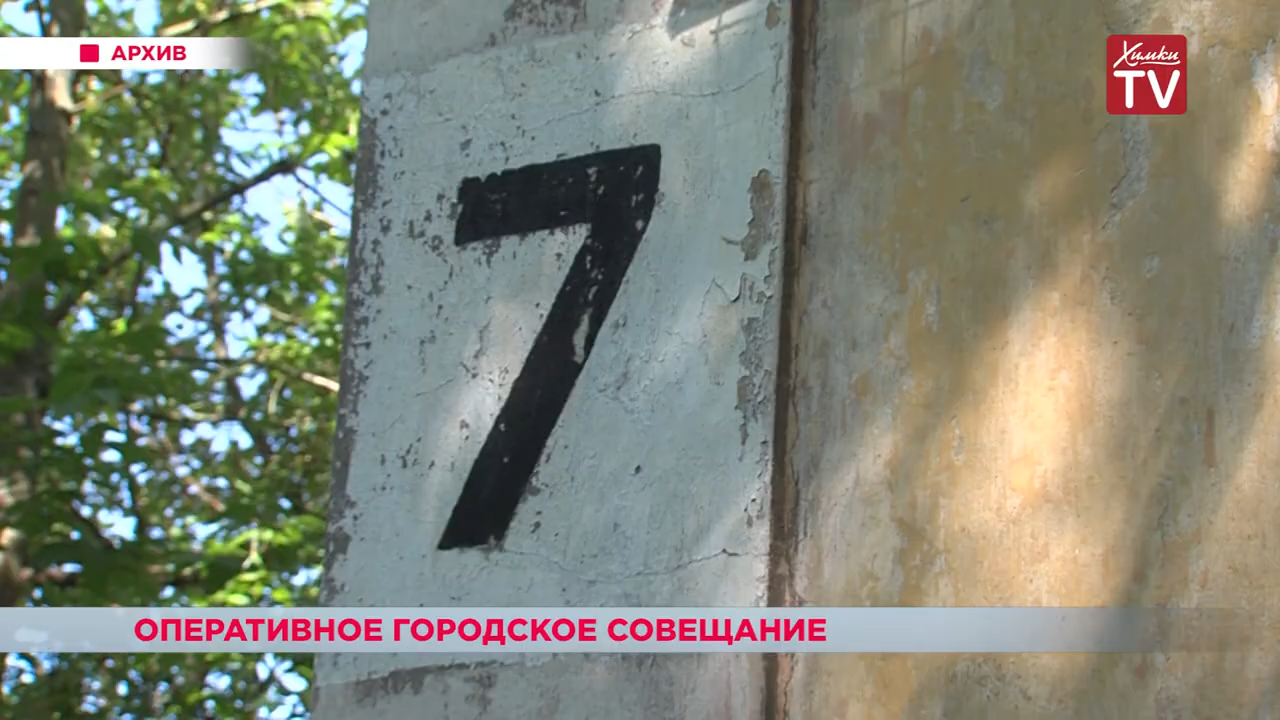 АРХИВ
Химки
TV
7
ОПЕРАТИВНОЕ ГОРОДСКОЕ СОВЕЩАНИЕ